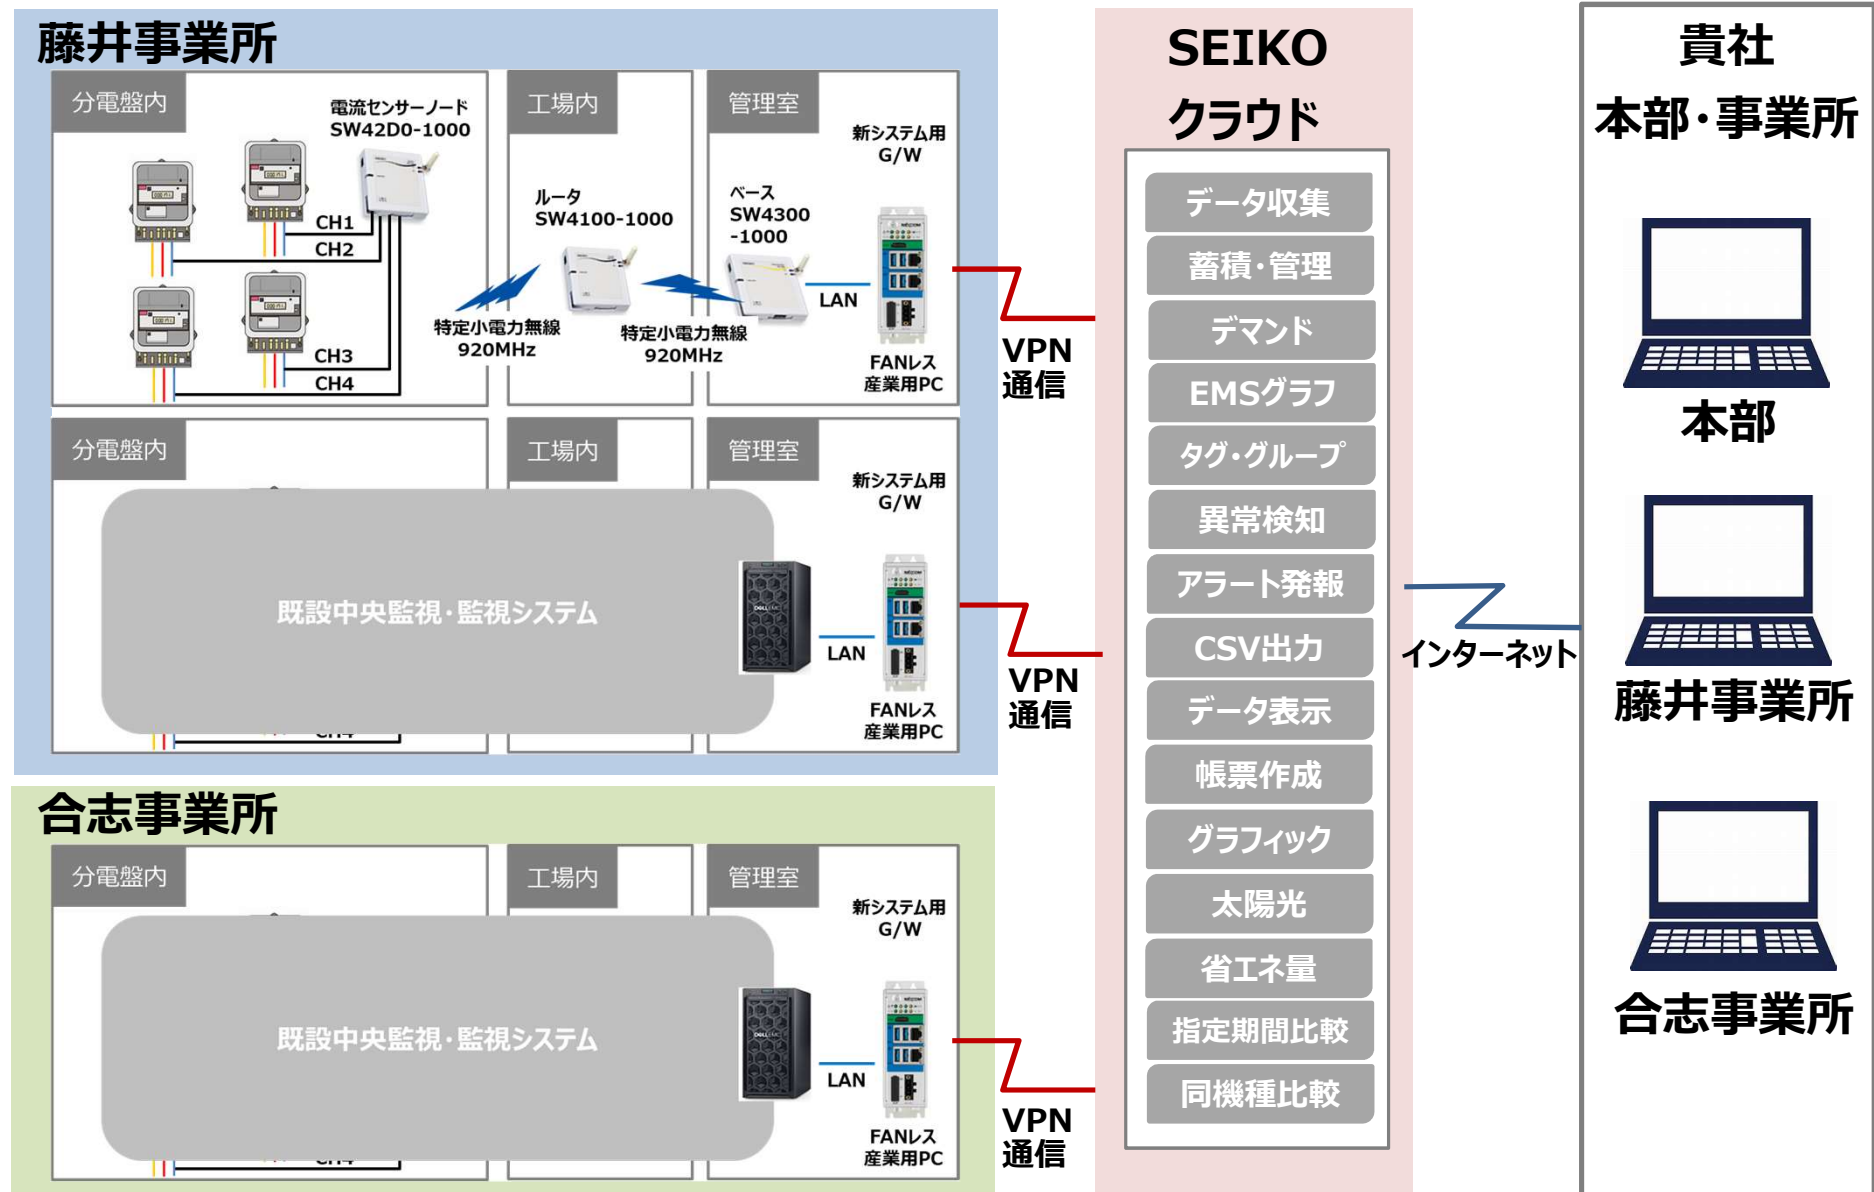 藤井事業所
分電盤内
電流センサーノード
SW42D0-1000
CH1
CH2
CH3
CH4
特定小電力無線
920MHz
工場内
ルータ
SW4100-1000
特定小電力無線
920MHz
管理室
新システム用
G/W
ベース
SW4300
-1000
LAN
FANレス
産業用PC
VPN
通信
分電盤内
工場内
管理室
新システム用
G/W
既設中央監視・監視システム
LAN
FANレス
産業用PC
VPN
通信
合志事業所
分電盤内
工場内
管理室
新システム用
G/W
既設中央監視・監視システム
LAN
FANレス
産業用PC
VPN
通信
SEIKO
クラウド
データ収集
蓄積・管理
デマンド
EMSグラフ
タグ・グループ
異常検知
アラート発報
CSV出力
データ表示
帳票作成
グラフィック
太陽光
省エネ量
指定期間比較
同機種比較
インターネット
貴社
本部・事業所
本部
藤井事業所
合志事業所